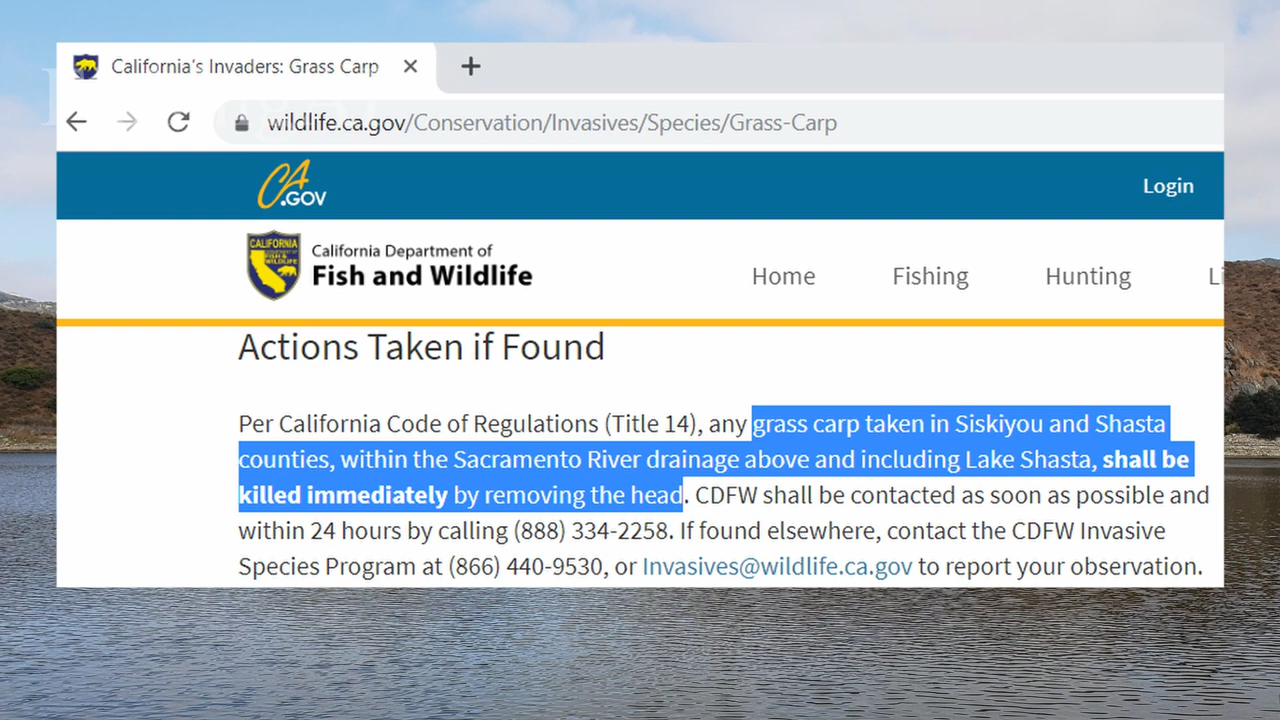 California's Invaders: Grass Carp
wildlife.ca.gov/Conservation/Invasives/Species/Grass-Carp
CA.GOV
Login
CALIFORNIA
DEPARTMENT OF
FISH &
WILDLIFE
California Department of
Fish and Wildlife
Home Fishing Hunting
Actions Taken if Found
Per California Code of Regulations (Title 14), any grass carp taken in Siskiyou and Shasta
counties, within the Sacramento River drainage above and including Lake Shasta, shall be
killed immediately by removing the head. CDFW shall be contacted as soon as possible and
within 24 hours by calling (888) 334-2258. If found elsewhere, contact the CDFW Invasive
Species Program at (866) 440-9530, or Invasives@wildlife.ca.gov to report your observation.